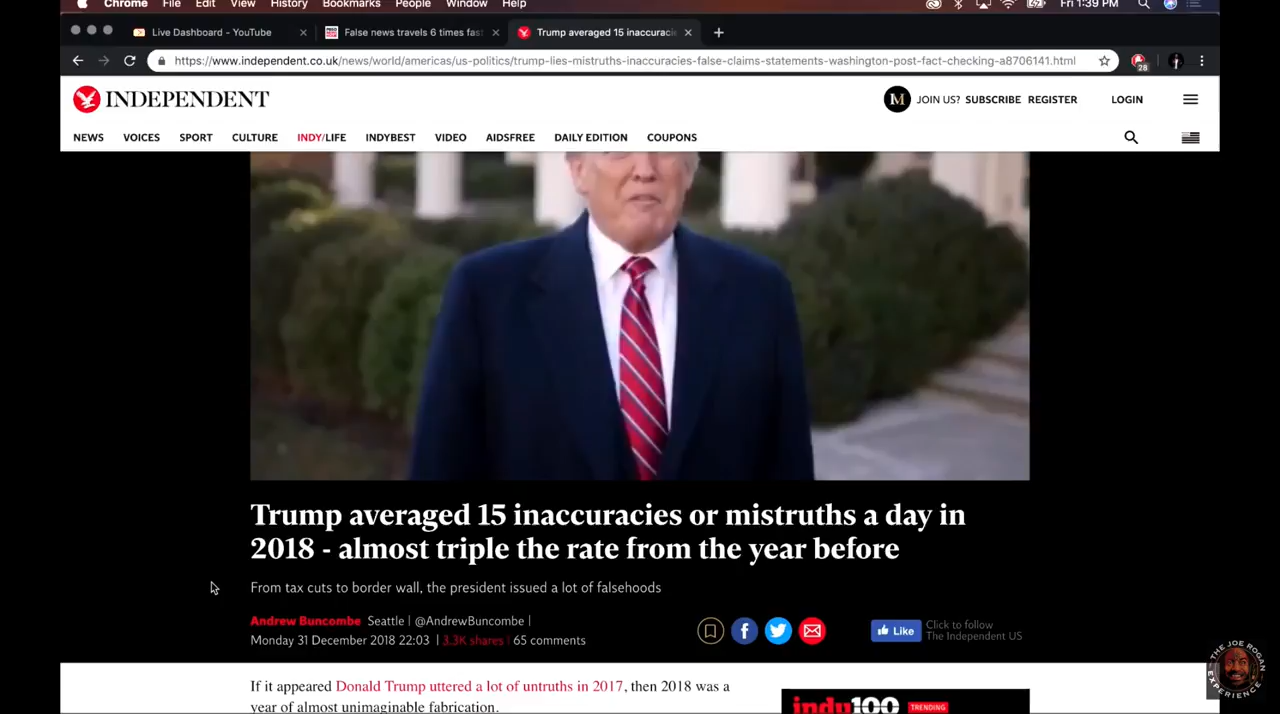 Chrome File Edit View History Bookmarks People Window Help Fri 1:39 PM
Live Dashboard - YouTube False news travels 6 times fast Trump averaged 15 inaccuracie
https://www.independent.co.uk/news/world/americas/us-politics/trump-lies-mistruths-inaccuracies-false-claims-statements-washington-post-fact-checking-a8706141.html 28
INDEPENDENT M JOIN US? SUBSCRIBE REGISTER LOGIN
NEWS VOICES SPORT CULTURE INDY/LIFE INDYBEST VIDEO AIDSFREE DAILY EDITION COUPONS
Trump averaged 15 inaccuracies or mistruths a day in
2018 - almost triple the rate from the year before
From tax cuts to border wall, the president issued a lot of falsehoods
Andrew Buncombe Seattle | @AndrewBuncombe |
Monday 31 December 2018 22:03 | 3.3K shares | 65 comments
Like
Click to follow
The Independent US
If it appeared Donald Trump uttered a lot of untruths in 2017, then 2018 was a
year of almost unimaginable fabrication.
indy100 TRENDING
THE JOE ROGAN EXPERIENCE